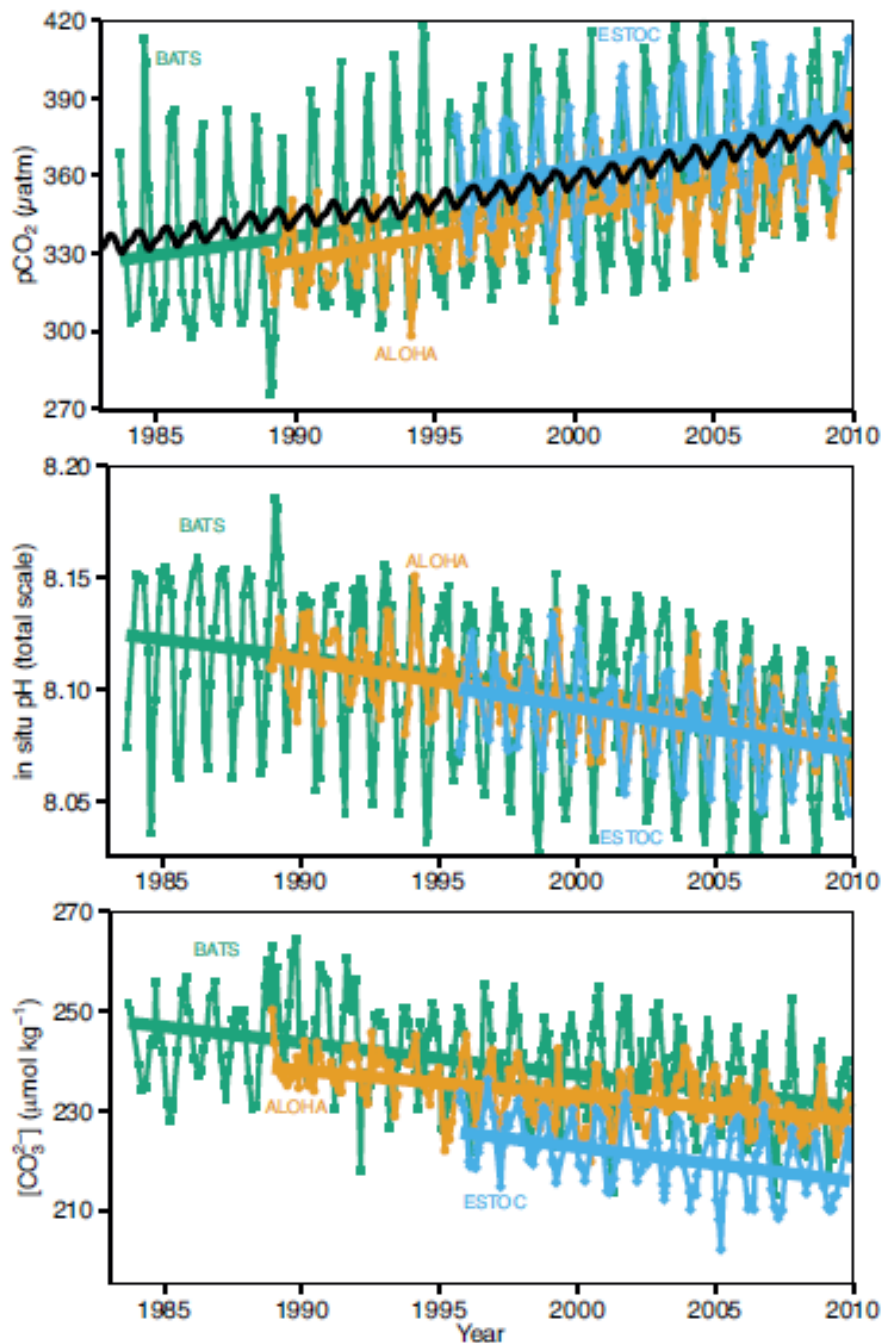 420
390
360
330
300
270
pCO₂ (μatm)
BATS
ESTOC
ALOHA
1985 1990 1995 2000 2005 2010
8.20
8.15
8.10
8.05
in situ pH (total scale)
BATS
ALOHA
ESTOC
1985 1990 1995 2000 2005 2010
270
250
230
210
[CO₃²⁻] (μmol kg⁻¹)
BATS
ALOHA
ESTOC
1985 1990 1995 2000 2005 2010
Year